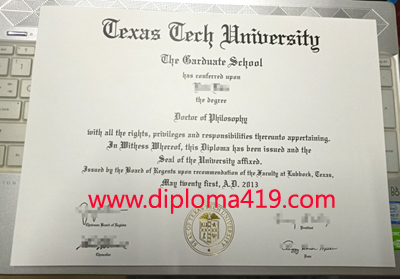 Texas Tech University
The Garduate School
has conferred upon
the degree
Doctor of Philosophy
with all the rights, privileges and responsibilities thereunto appertaining.
In Witness Whereof, this Diploma has been issued and the
Seal of the University affixed.
Issued by the Board of Regents upon recommendation of the Faculty at Lubbock, Texas,
May twenty first, A.D. 2013
www.diploma419.com
Chancellor
President